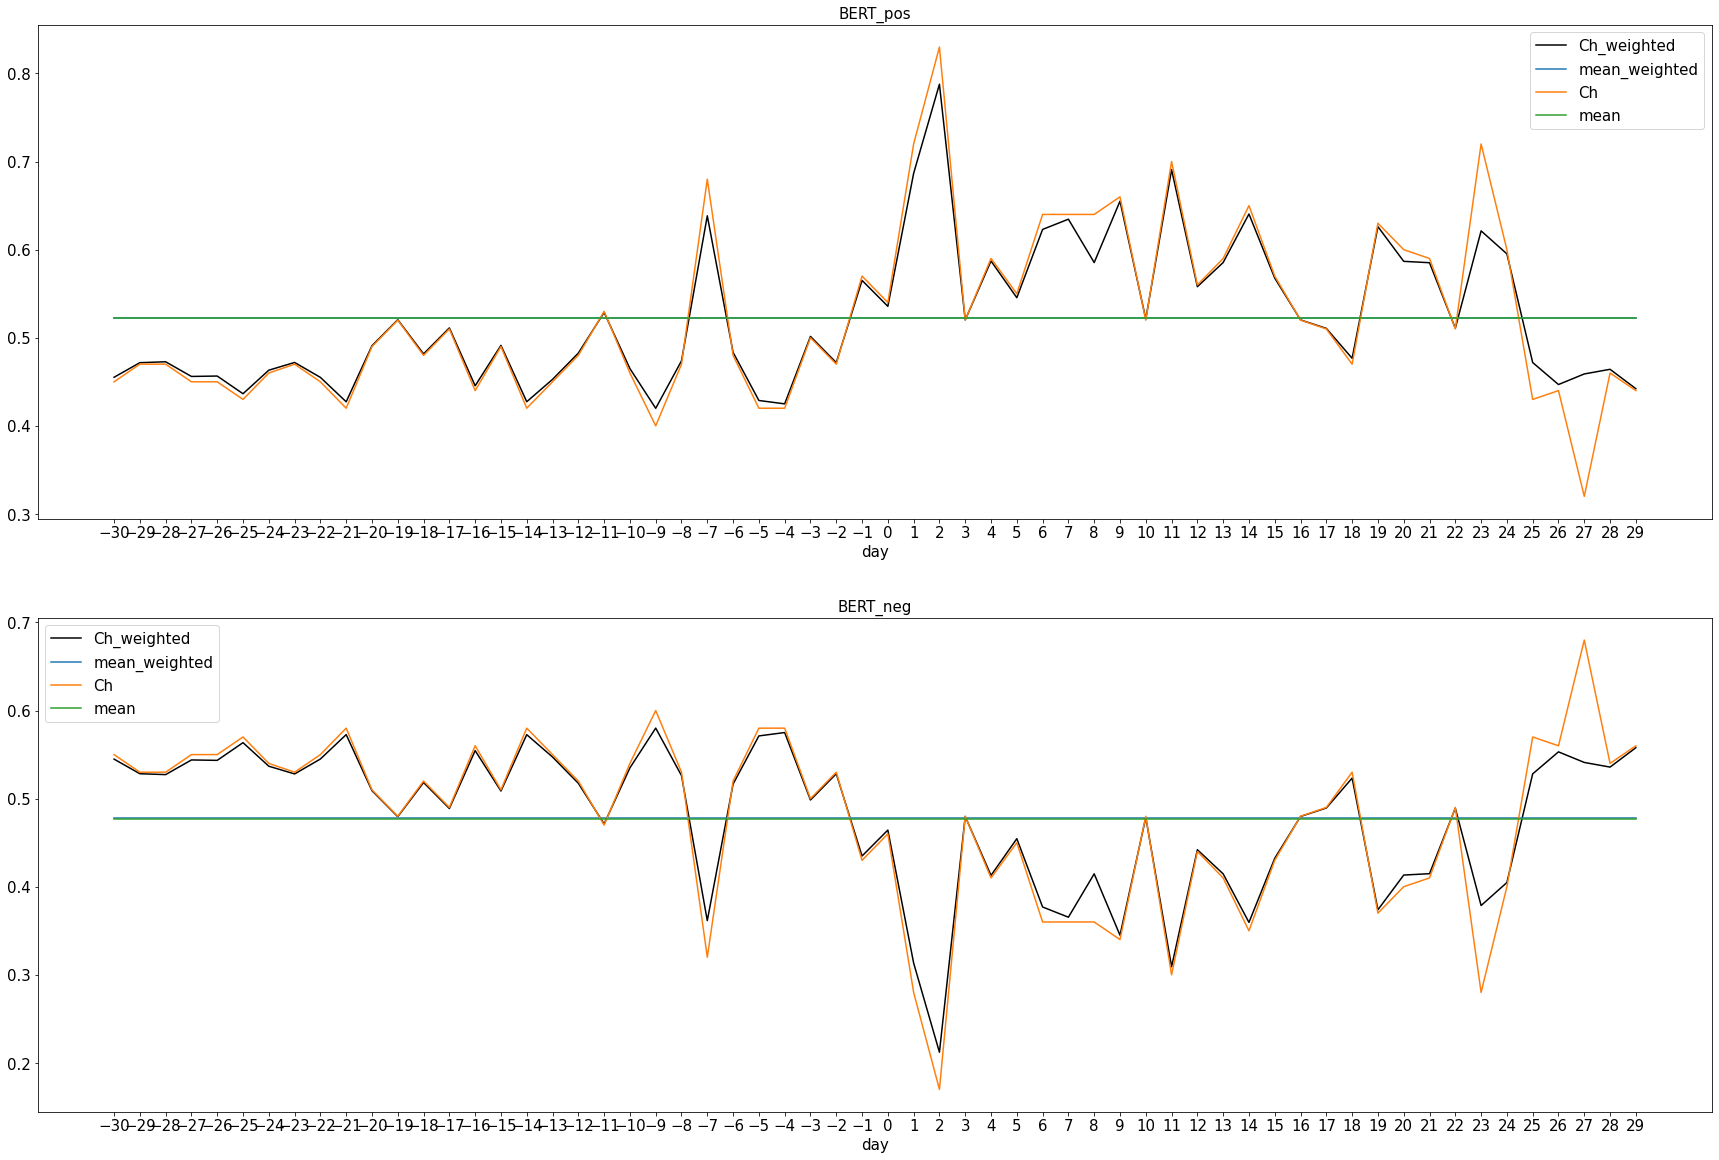 BERT_pos
Ch_weighted
mean_weighted
Ch
mean
0.8
0.7
0.6
0.5
0.4
0.3
−30 −29 −28 −27 −26 −25 −24 −23 −22 −21 −20 −19 −18 −17 −16 −15 −14 −13 −12 −11 −10 −9 −8 −7 −6 −5 −4 −3 −2 −1 0 1 2 3 4 5 6 7 8 9 10 11 12 13 14 15 16 17 18 19 20 21 22 23 24 25 26 27 28 29
day
BERT_neg
Ch_weighted
mean_weighted
Ch
mean
0.7
0.6
0.5
0.4
0.3
0.2
−30 −29 −28 −27 −26 −25 −24 −23 −22 −21 −20 −19 −18 −17 −16 −15 −14 −13 −12 −11 −10 −9 −8 −7 −6 −5 −4 −3 −2 −1 0 1 2 3 4 5 6 7 8 9 10 11 12 13 14 15 16 17 18 19 20 21 22 23 24 25 26 27 28 29
day